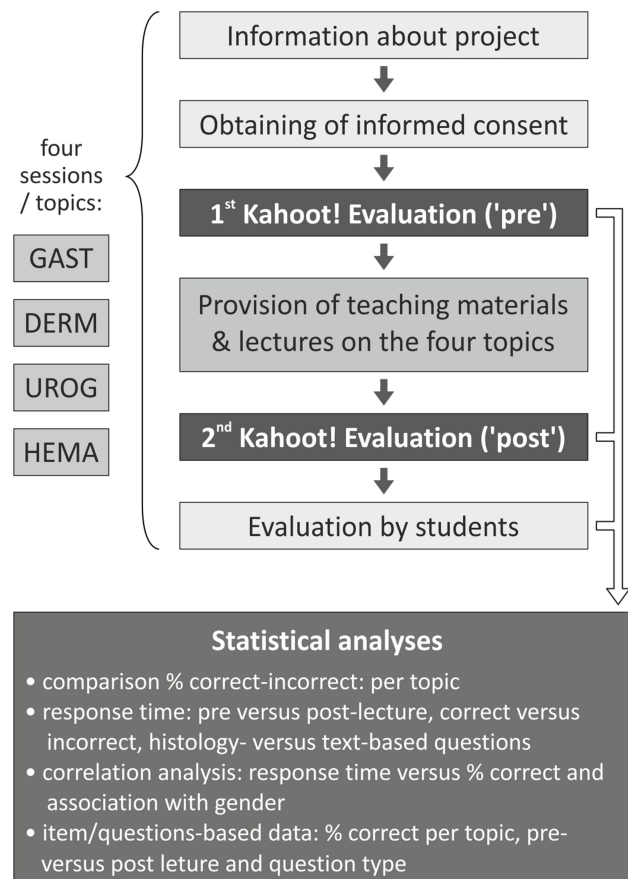 Information about project
Obtaining of informed consent
four
sessions
/ topics:
GAST
DERM
UROG
HEMA
1st Kahoot! Evaluation ('pre')
Provision of teaching materials
& lectures on the four topics
2nd Kahoot! Evaluation ('post')
Evaluation by students
Statistical analyses
• comparison % correct-incorrect: per topic
• response time: pre versus post-lecture, correct versus
incorrect, histology- versus text-based questions
• correlation analysis: response time versus % correct and
association with gender
• item/questions-based data: % correct per topic, pre-
versus post leture and question type